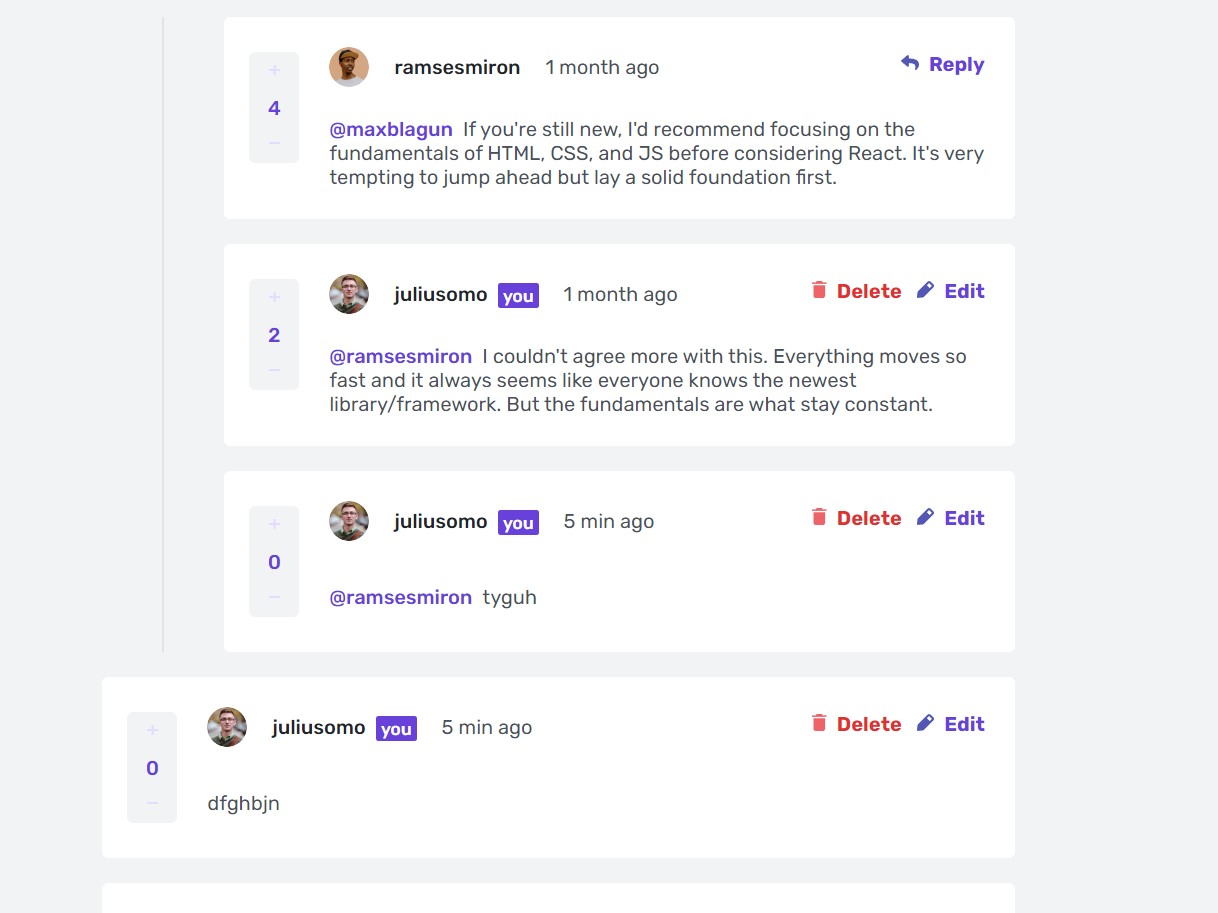 ramsesmiron 1 month ago Reply
+
4
−
@maxblagun If you're still new, I'd recommend focusing on the
fundamentals of HTML, CSS, and JS before considering React. It's very
tempting to jump ahead but lay a solid foundation first.
juliusomo you 1 month ago Delete Edit
+
2
−
@ramsesmiron I couldn't agree more with this. Everything moves so
fast and it always seems like everyone knows the newest
library/framework. But the fundamentals are what stay constant.
juliusomo you 5 min ago Delete Edit
+
0
−
@ramsesmiron tyguh
juliusomo you 5 min ago Delete Edit
+
0
−
dfghbjn